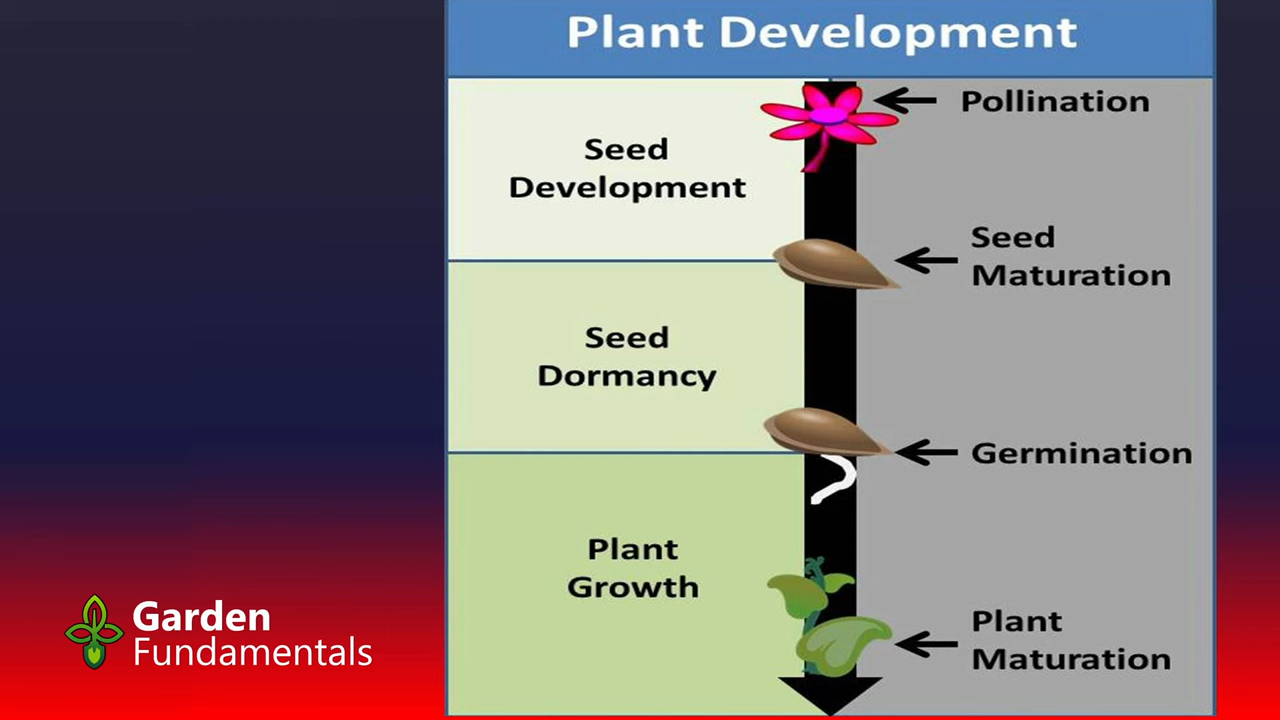 Plant Development
Pollination
Seed
Development
Seed
Maturation
Seed
Dormancy
Germination
Plant
Growth
Plant
Maturation
Garden
Fundamentals